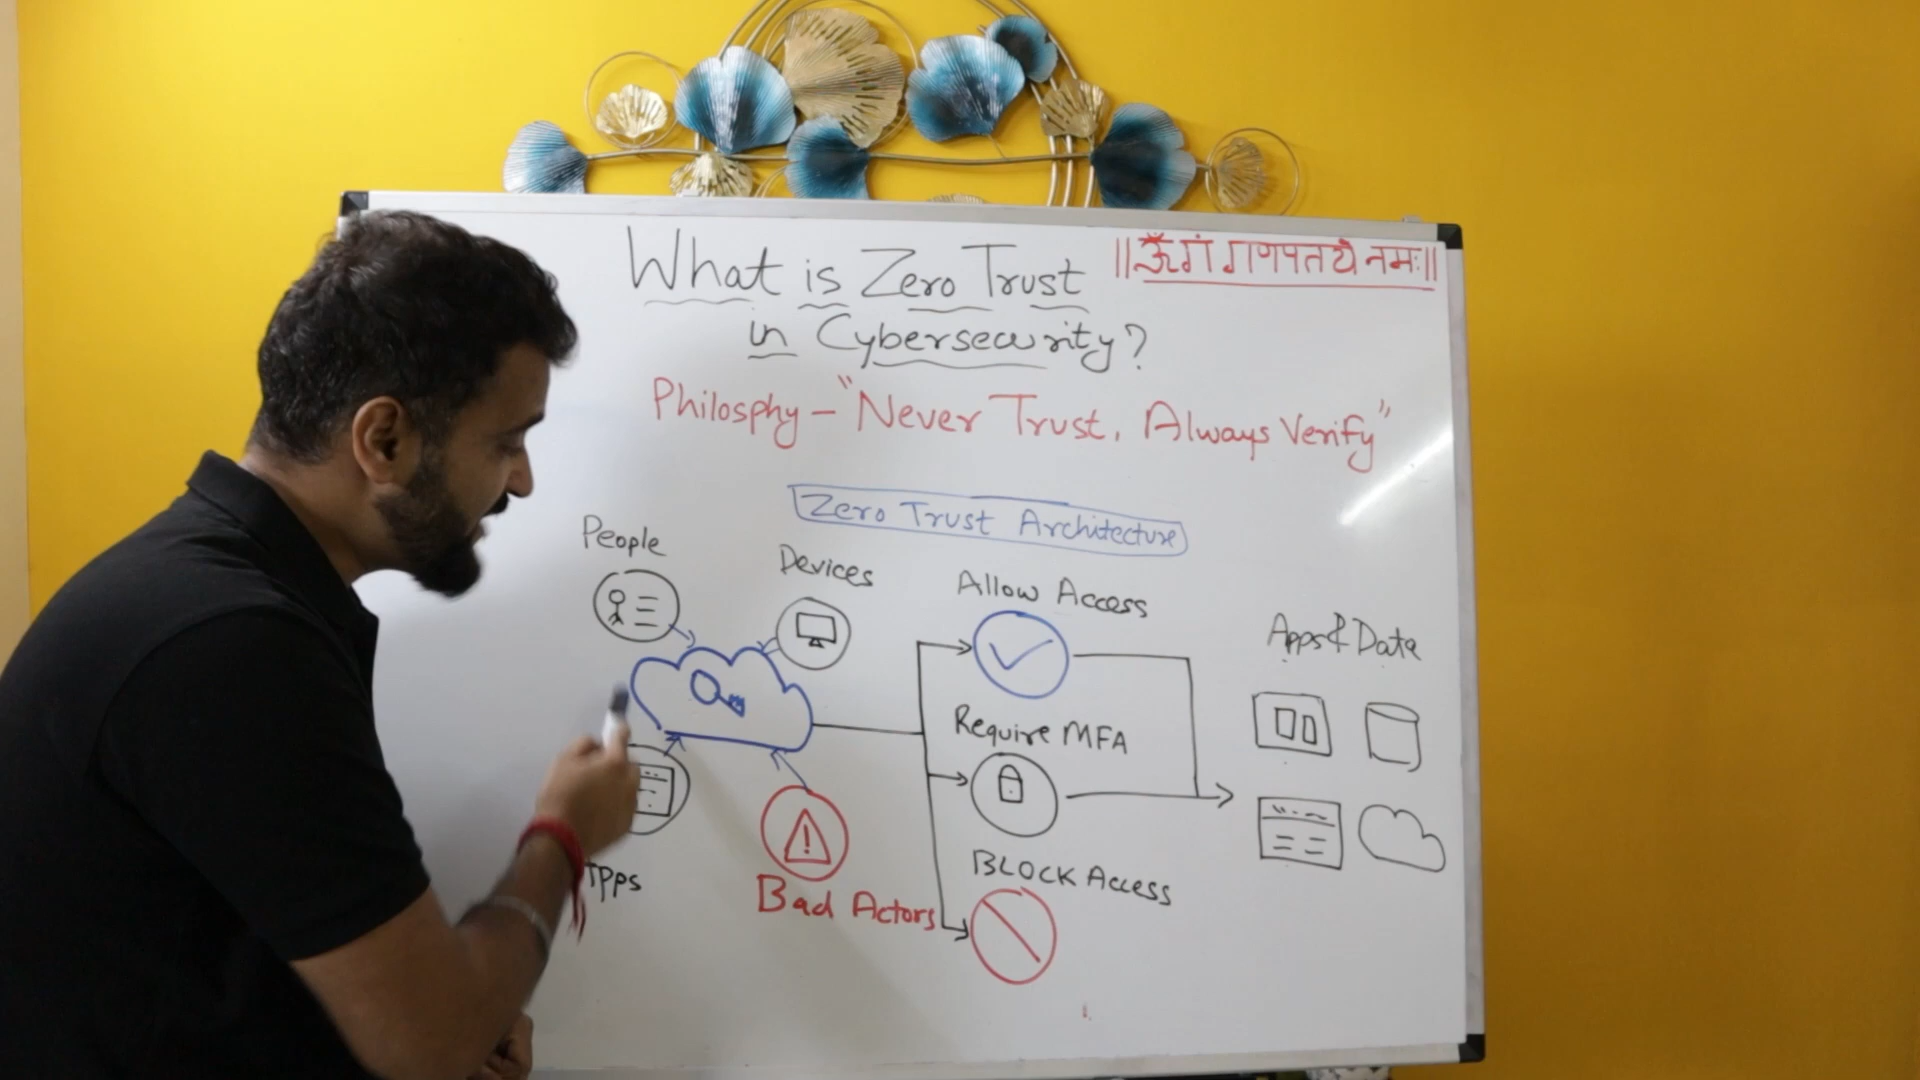 What is Zero Trust
॥ॐ गं गणपतये नमः॥
in Cybersecurity?
Philosphy - "Never Trust, Always Verify"
Zero Trust Architecture
People
Devices
Allow Access
Apps & Data
Require MFA
BLOCK Access
Bad Actors